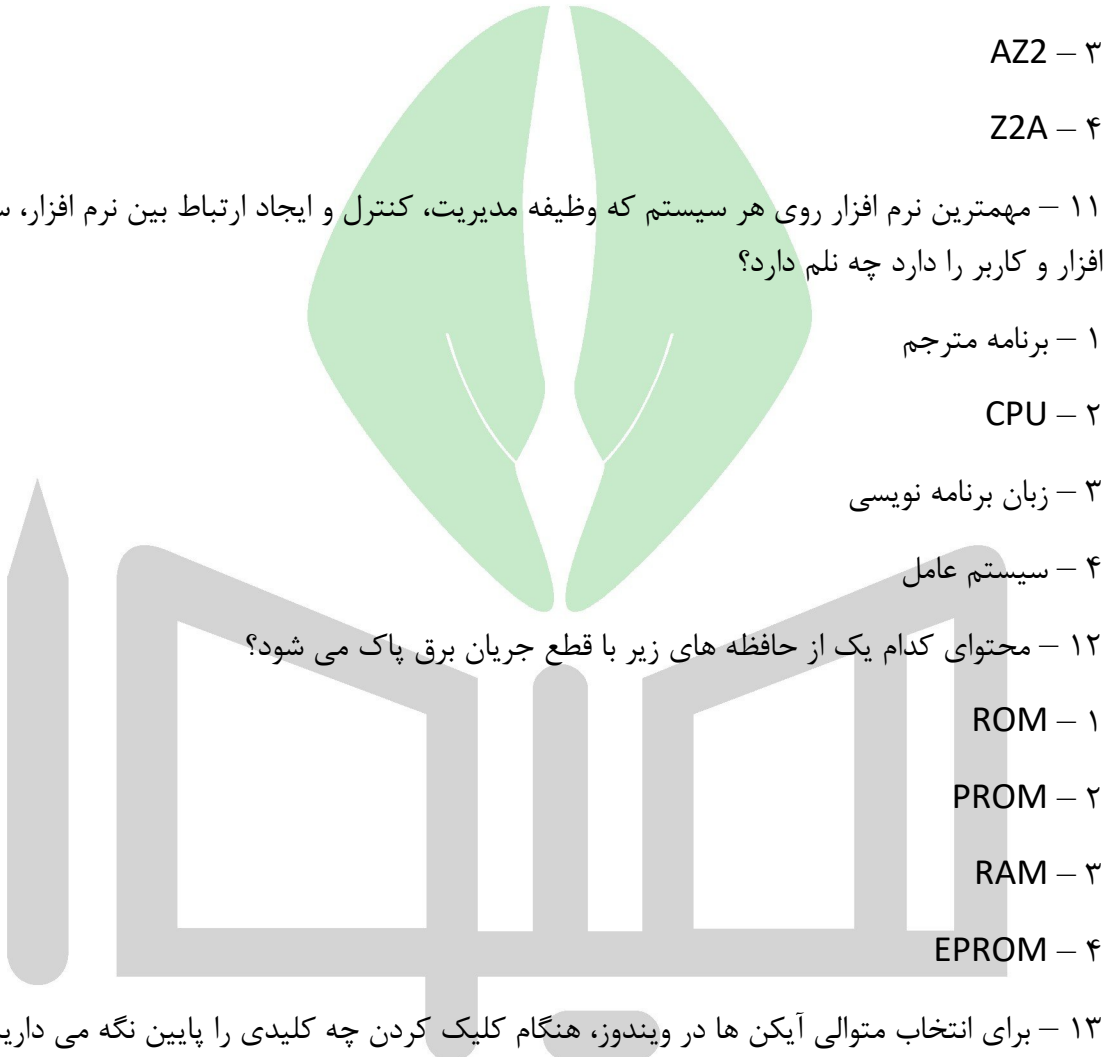 ۳ – AZ2
۴ – Z2A
۱۱ – مهمترین نرم افزار روی هر سیستم که وظیفه مدیریت، کنترل و ایجاد ارتباط بین نرم افزار،
افزار و کاربر را دارد چه نلم دارد؟
۱ – برنامه مترجم
۲ – CPU
۳ – زبان برنامه نویسی
۴ – سیستم عامل
۱۲ – محتوای کدام یک از حافظه های زیر با قطع جریان برق پاک می شود؟
۱ – ROM
۲ – PROM
۳ – RAM
۴ – EPROM
۱۳ – برای انتخاب متوالی آیکن ها در ویندوز، هنگام کلیک کردن چه کلیدی را پایین نگه می